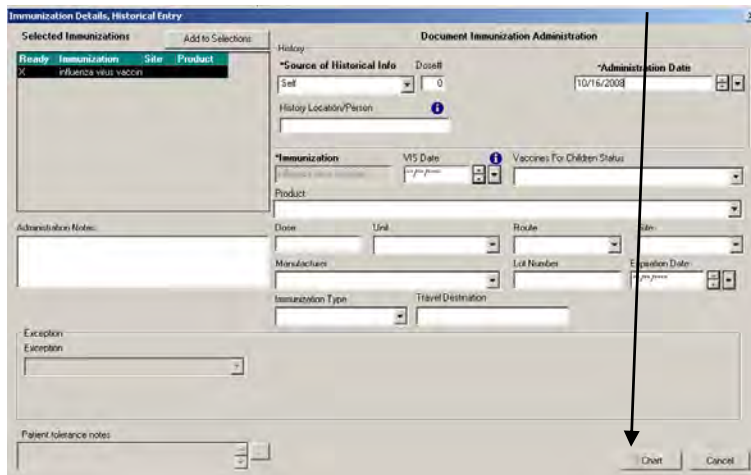 Immunization Details, Historical Entry
Selected Immunizations
Add to Selections
Ready Immunization Site Product
X influenza virus vaccin
Administration Notes
Document Immunization Administration
History
*Source of Historical Info Dose# *Administration Date
Self 0 10/16/2008
History Location/Person
*Immunization VIS Date Vaccines For Children Status
influenza virus vaccine **/**/****
Product
Dose Unit Route Site
Manufacturer Lot Number Expiration Date
**/**/****
Immunization Type Travel Destination
Exception
Exception
Patient tolerance notes
Chart Cancel